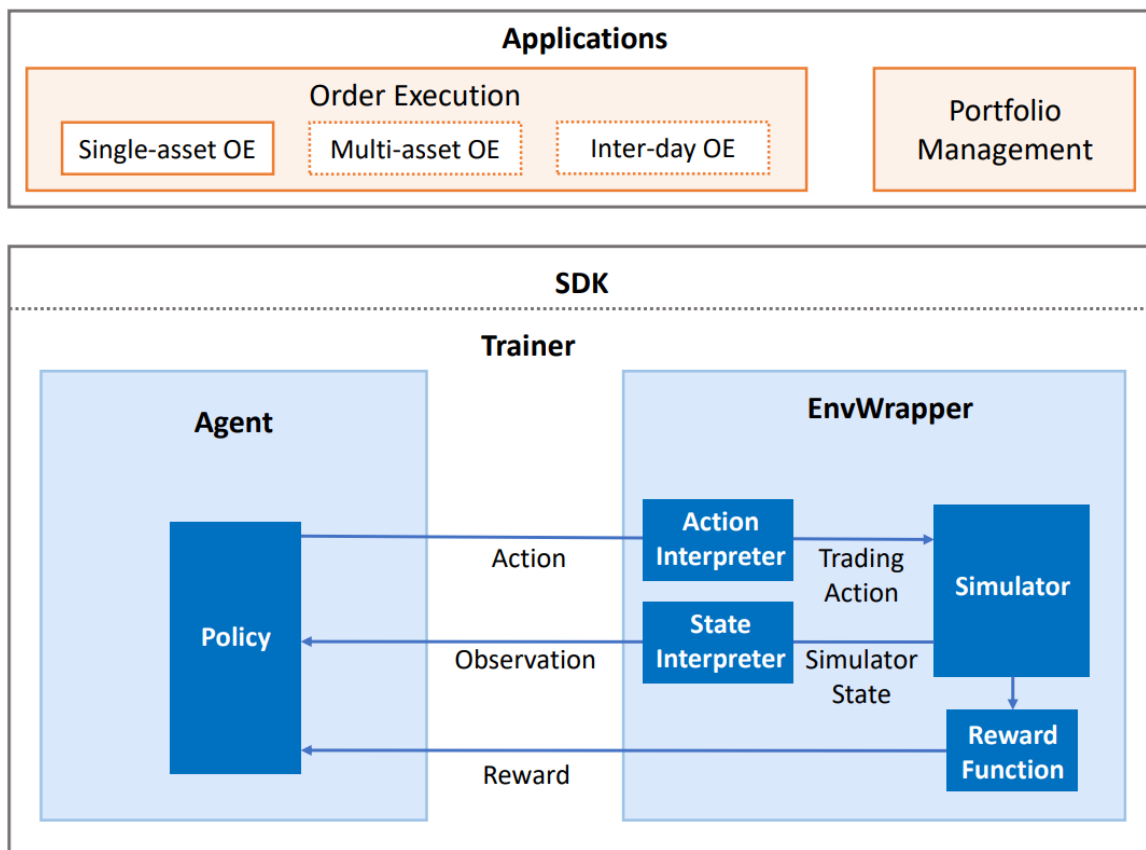 Applications
Order Execution
Single-asset OE
Multi-asset OE
Inter-day OE
Portfolio
Management
SDK
Trainer
Agent
EnvWrapper
Policy
Action
Action
Interpreter
Trading
Action
Simulator
Observation
State
Interpreter
Simulator
State
Reward
Reward
Function